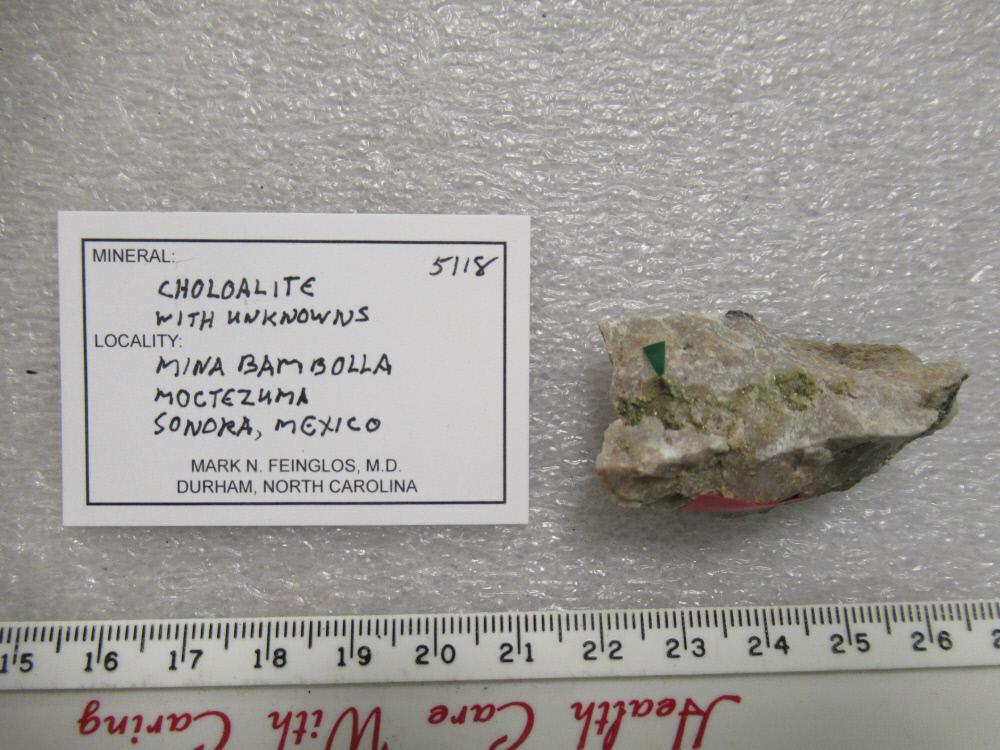 MINERAL: 5118
CHOLOALITE
WITH UNKNOWNS
LOCALITY:
MINA BAMBOLLA
MOCTEZUMA
SONORA, MEXICO
MARK N. FEINGLOS, M.D.
DURHAM, NORTH CAROLINA
15 16 17 18 19 20 21 22 23 24 25 26 2
Health Care With Caring